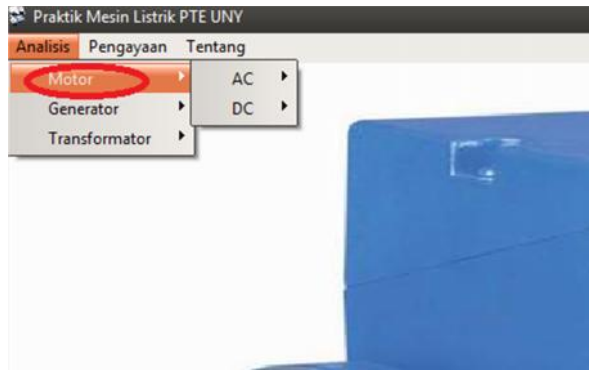 Praktik Mesin Listrik PTE UNY
Analisis Pengayaan Tentang
Motor AC
Generator DC
Transformator